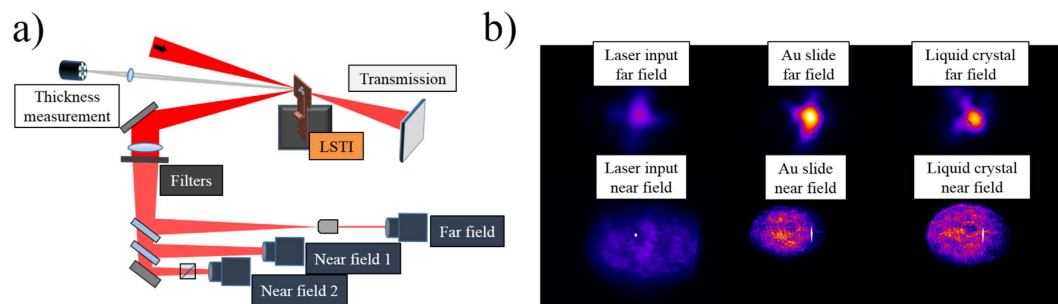 a)
Thickness
measurement
Transmission
LSTI
Filters
Far field
Near field 1
Near field 2
b)
Laser input
far field
Au slide
far field
Liquid crystal
far field
Laser input
near field
Au slide
near field
Liquid crystal
near field